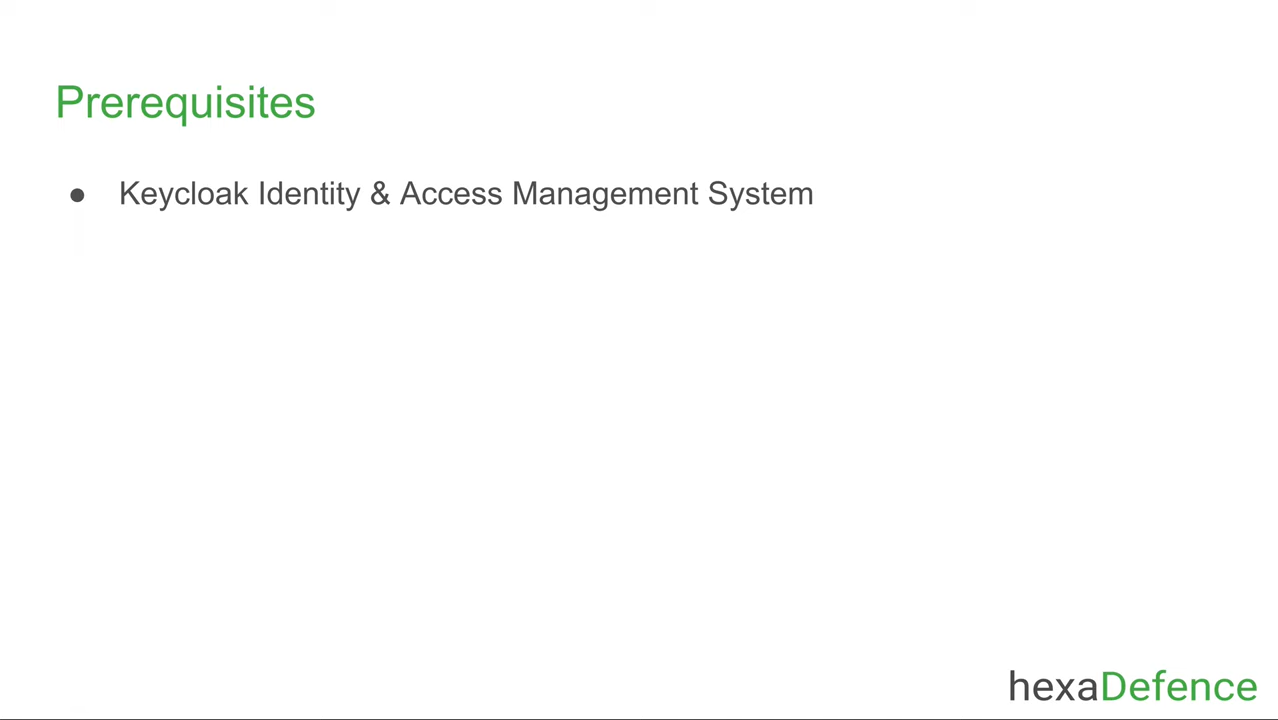 Prerequisites
● Keycloak Identity & Access Management System
hexaDefence